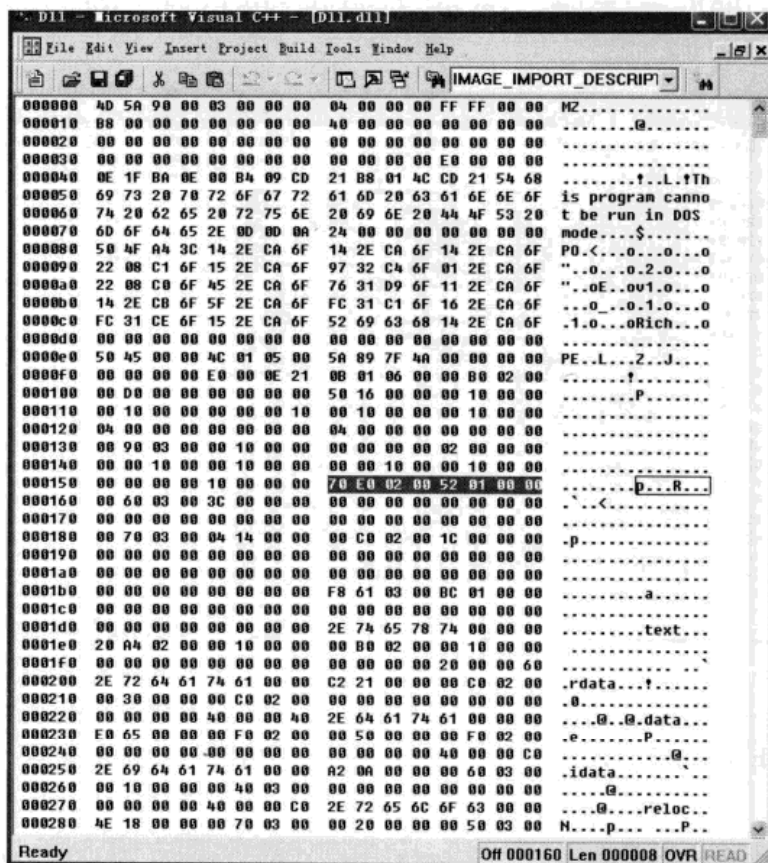 Dll - Microsoft Visual C++ - [Dll.dll]
File Edit View Insert Project Build Tools Window Help
IMAGE_IMPORT_DESCRIPT
000000 4D 5A 90 00 03 00 00 00 04 00 00 00 FF FF 00 00 MZ..............
000010 B8 00 00 00 00 00 00 00 40 00 00 00 00 00 00 00 ........@.......
000020 00 00 00 00 00 00 00 00 00 00 00 00 00 00 00 00 ................
000030 00 00 00 00 00 00 00 00 00 00 00 00 E0 00 00 00 ................
000040 0E 1F BA 0E 00 B4 09 CD 21 B8 01 4C CD 21 54 68 ........!..L.!Th
000050 69 73 20 70 72 6F 67 72 61 6D 20 63 61 6E 6E 6F is program canno
000060 74 20 62 65 20 72 75 6E 20 69 6E 20 44 4F 53 20 t be run in DOS
000070 6D 6F 64 65 2E 0D 0D 0A 24 00 00 00 00 00 00 00 mode....$.......
000080 50 4F A4 3C 14 2E CA 6F 14 2E CA 6F 14 2E CA 6F PO.<...o...o...o
000090 22 08 C1 6F 15 2E CA 6F 97 32 C4 6F 01 2E CA 6F "..o...o.2.o...o
0000a0 22 08 C0 6F 45 2E CA 6F 76 31 D9 6F 11 2E CA 6F "..oE..ov1.o...o
0000b0 14 2E CB 6F 5F 2E CA 6F FC 31 C1 6F 16 2E CA 6F ...o_..o.1.o...o
0000c0 FC 31 CE 6F 15 2E CA 6F 52 69 63 68 14 2E CA 6F .1.o...oRich...o
0000d0 00 00 00 00 00 00 00 00 00 00 00 00 00 00 00 00 ................
0000e0 50 45 00 00 4C 01 05 00 5A 89 7F 4A 00 00 00 00 PE..L...Z..J....
0000f0 00 00 00 00 E0 00 0E 21 0B 01 06 00 00 B0 02 00 .......!........
000100 00 D0 00 00 00 00 00 00 50 16 00 00 00 10 00 00 ........P.......
000110 00 10 00 00 00 00 00 10 00 10 00 00 00 10 00 00 ................
000120 04 00 00 00 00 00 00 00 04 00 00 00 00 00 00 00 ................
000130 00 90 03 00 00 10 00 00 00 00 00 00 02 00 00 00 ................
000140 00 00 10 00 00 10 00 00 00 00 10 00 00 10 00 00 ................
000150 00 00 00 00 10 00 00 00 70 E0 02 00 52 01 00 00 ........p...R...
000160 00 60 03 00 3C 00 00 00 00 00 00 00 00 00 00 00 .`..<...........
000170 00 00 00 00 00 00 00 00 00 00 00 00 00 00 00 00 ................
000180 00 70 03 00 04 14 00 00 00 C0 02 00 1C 00 00 00 .p..............
000190 00 00 00 00 00 00 00 00 00 00 00 00 00 00 00 00 ................
0001a0 00 00 00 00 00 00 00 00 00 00 00 00 00 00 00 00 ................
0001b0 00 00 00 00 00 00 00 00 F8 61 03 00 BC 01 00 00 .........a......
0001c0 00 00 00 00 00 00 00 00 00 00 00 00 00 00 00 00 ................
0001d0 00 00 00 00 00 00 00 00 2E 74 65 78 74 00 00 00 .........text...
0001e0 20 A4 02 00 00 10 00 00 00 B0 02 00 00 10 00 00 ...............
0001f0 00 00 00 00 00 00 00 00 00 00 00 00 20 00 00 60 ............ ..`
000200 2E 72 64 61 74 61 00 00 C2 21 00 00 00 C0 02 00 .rdata...!......
000210 00 30 00 00 00 C0 02 00 00 00 00 00 00 00 00 00 .0..............
000220 00 00 00 00 40 00 00 40 2E 64 61 74 61 00 00 00 ....@..@.data...
000230 E0 65 00 00 00 F0 02 00 00 50 00 00 00 F0 02 00 .e.......P......
000240 00 00 00 00 00 00 00 00 00 00 00 00 40 00 00 C0 ............@...
000250 2E 69 64 61 74 61 00 00 A2 0A 00 00 00 60 03 00 .idata.......`..
000260 00 10 00 00 00 40 03 00 00 00 00 00 00 00 00 00 .....@..........
000270 00 00 00 00 40 00 00 C0 2E 72 65 6C 6F 63 00 00 ....@....reloc..
000280 4E 18 00 00 00 70 03 00 00 20 00 00 00 50 03 00 N....p... ...P..
Ready Off 000160 Len 000008 OVR READ